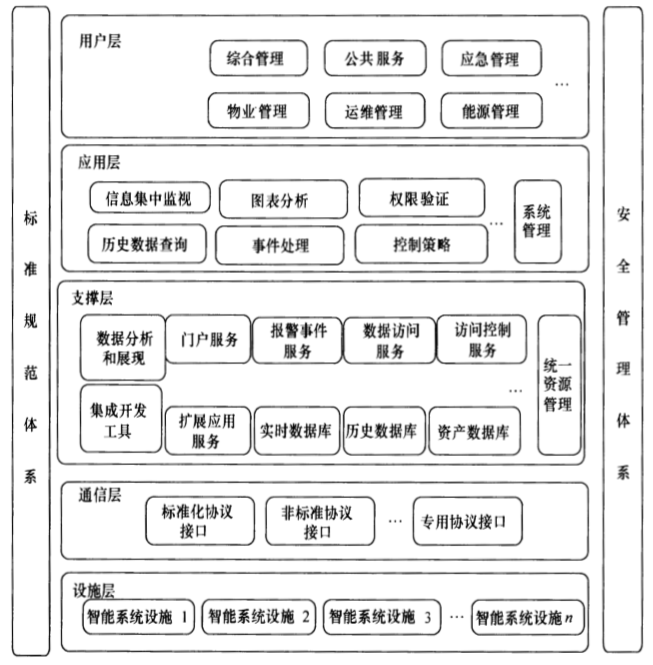 标准规范体系
用户层
综合管理
公共服务
应急管理
…
物业管理
运维管理
能源管理
应用层
信息集中监视
图表分析
权限验证
…
系统
管理
历史数据查询
事件处理
控制策略
支撑层
数据分析
和展现
门户服务
报警事件
服务
数据访问
服务
访问控制
服务
…
统一
资源
管理
集成开发
工具
扩展应用
服务
实时数据库
历史数据库
资产数据库
通信层
标准化协议
接口
非标准协议
接口
…
专用协议接口
设施层
智能系统设施 1
智能系统设施 2
智能系统设施 3
…
智能系统设施n
安全管理体系